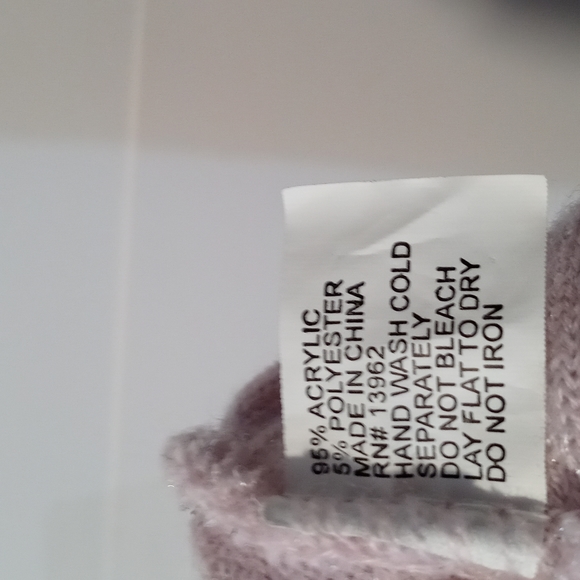 95% ACRYLIC
5% POLYESTER
MADE IN CHINA
RN# 13962
HAND WASH COLD
SEPARATELY
DO NOT BLEACH
LAY FLAT TO DRY
DO NOT IRON